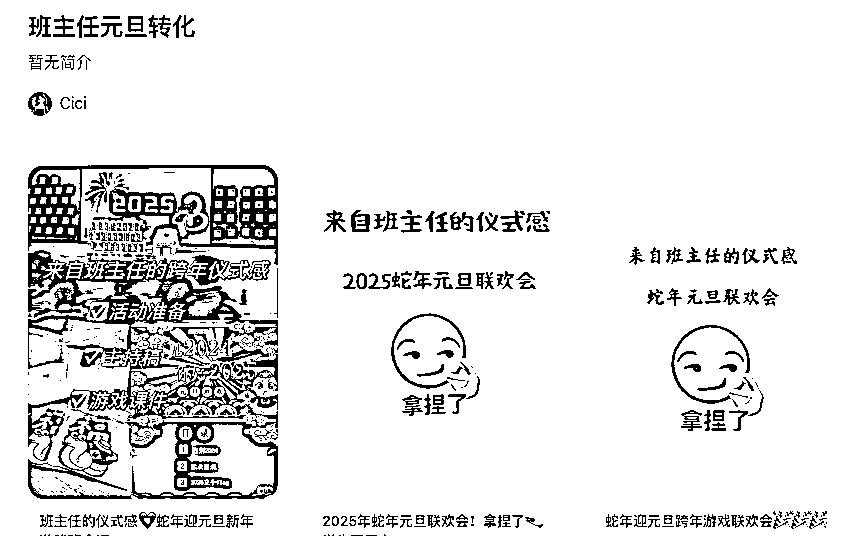 班主任元旦转化
暂无简介
Cici
2025
来自班主任的跨年仪式感
活动准备
主持稿
游戏课件
班主任的仪式感🖤蛇年迎元旦新年
来自班主任的仪式感
2025蛇年元旦联欢会
拿捏了
2025年蛇年元旦联欢会！拿捏了
来自班主任的仪式感
蛇年元旦联欢会
拿捏了
蛇年迎元旦跨年游戏联欢会